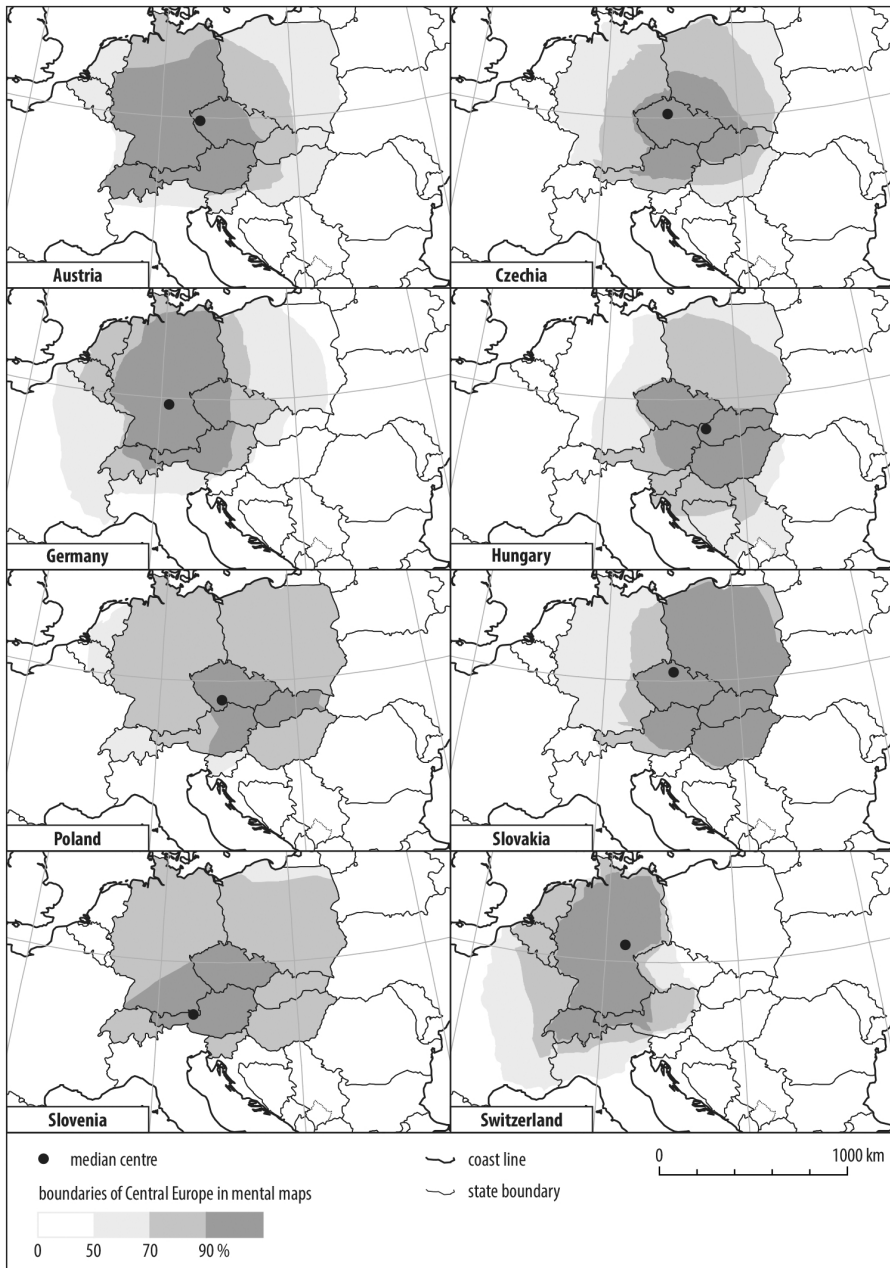 Austria
Czechia
Germany
Hungary
Poland
Slovakia
Slovenia
Switzerland
median centre
boundaries of Central Europe in mental maps
0 50 70 90 %
coast line
state boundary
0 1000 km